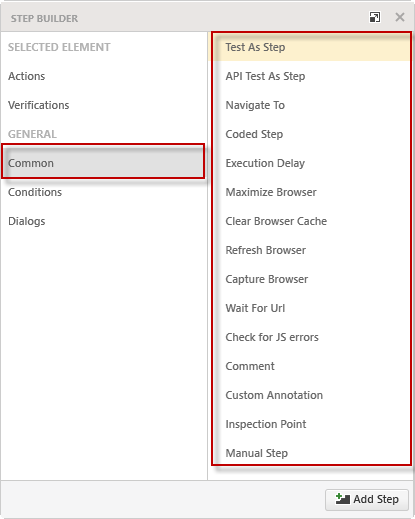 STEP BUILDER
SELECTED ELEMENT
Actions
Verifications
GENERAL
Common
Conditions
Dialogs
Test As Step
API Test As Step
Navigate To
Coded Step
Execution Delay
Maximize Browser
Clear Browser Cache
Refresh Browser
Capture Browser
Wait For Url
Check for JS errors
Comment
Custom Annotation
Inspection Point
Manual Step
Add Step